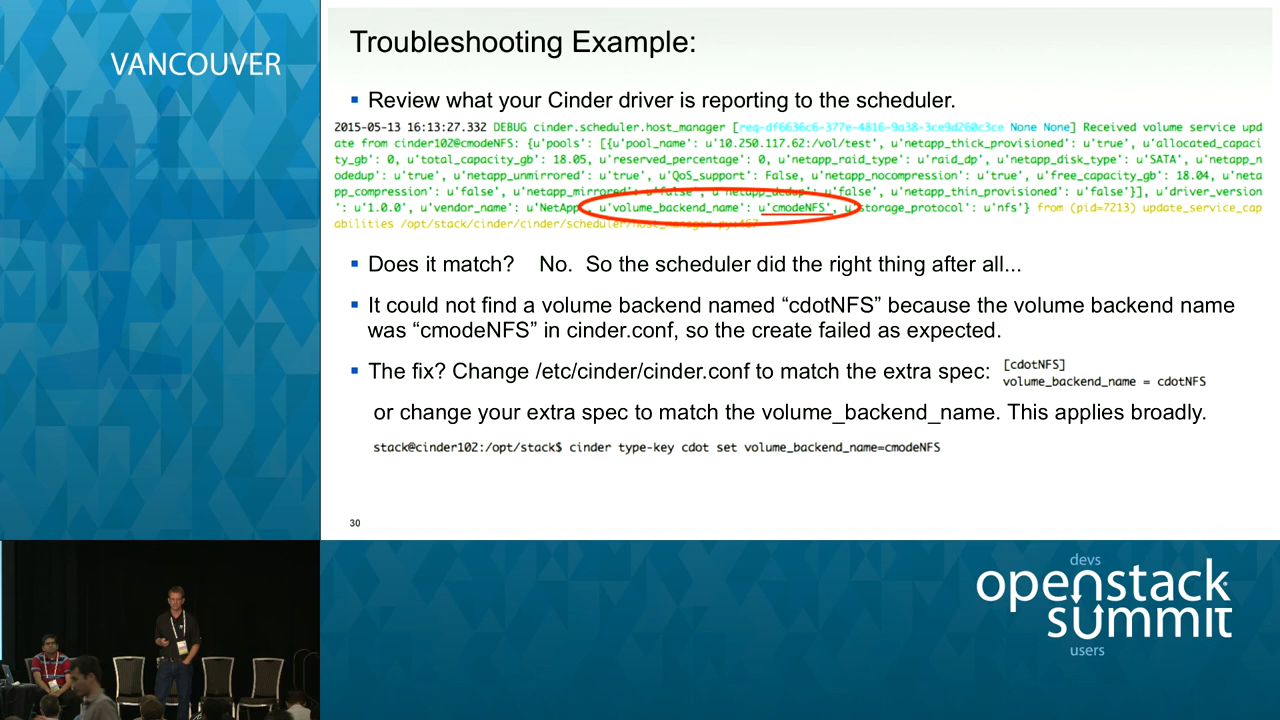 VANCOUVER
Troubleshooting Example:
Review what your Cinder driver is reporting to the scheduler.
2015-05-13 16:13:27.332 DEBUG cinder.scheduler.host_manager [req-df6636c6-377e-4816-9a38-3ce9d260c3ce None None] Received volume service upd
ate from cinder102@cmodeNFS: {u'pools': [{u'pool_name': u'10.250.117.62:/vol/test', u'netapp_thick_provisioned': u'true', u'allocated_capaci
ty_gb': 0, u'total_capacity_gb': 18.05, u'reserved_percentage': 0, u'netapp_raid_type': u'raid_dp', u'netapp_disk_type': u'SATA', u'netapp_n
odedup': u'true', u'netapp_unmirrored': u'true', u'QoS_support': False, u'netapp_nocompression': u'true', u'free_capacity_gb': 18.04, u'neta
pp_compression': u'false', u'netapp_mirrored': u'false', u'netapp_dedup': u'false', u'netapp_thin_provisioned': u'false'}], u'driver_version
': u'1.0.0', u'vendor_name': u'NetApp', u'volume_backend_name': u'cmodeNFS', u'storage_protocol': u'nfs'} from (pid=7213) update_service_cap
abilities /opt/stack/cinder/cinder/scheduler/host_manager.py:467
Does it match? No. So the scheduler did the right thing after all...
It could not find a volume backend named “cdotNFS” because the volume backend name
was “cmodeNFS” in cinder.conf, so the create failed as expected.
The fix? Change /etc/cinder/cinder.conf to match the extra spec:
[cdotNFS]
volume_backend_name = cdotNFS
or change your extra spec to match the volume_backend_name. This applies broadly.
stack@cinder102:/opt/stack$ cinder type-key cdot set volume_backend_name=cmodeNFS
30
devs
openstack
summit
users